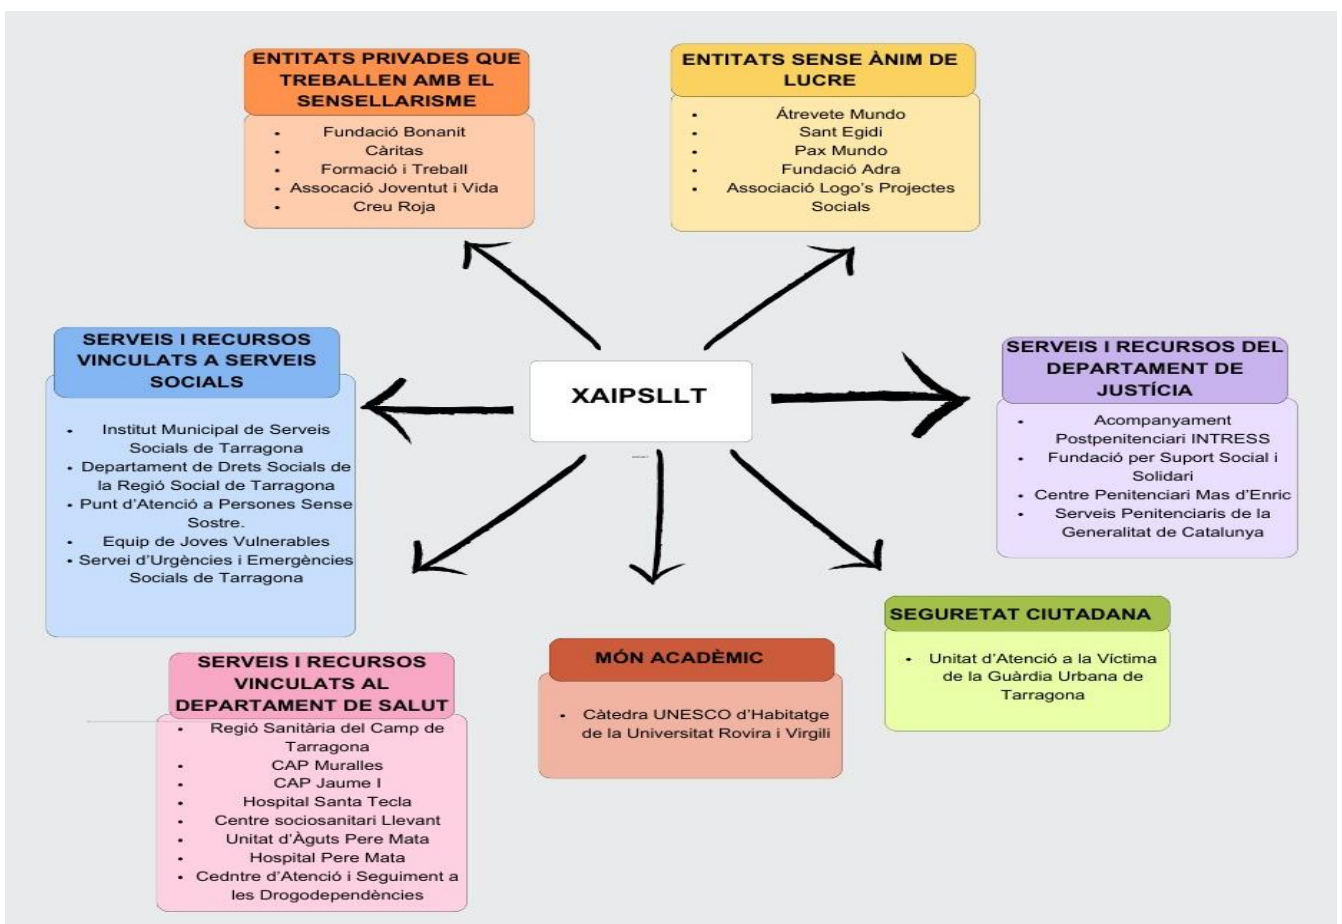 ENTITATS PRIVADES QUE
TREBALLEN AMB EL
SENSELLARISME
• Fundació Bonanit
• Càritas
• Formació i Treball
• Assocació Joventut i Vida
• Creu Roja
ENTITATS SENSE ÀNIM DE
LUCRE
• Átrevete Mundo
• Sant Egidi
• Pax Mundo
• Fundació Adra
• Associació Logo’s Projectes
Socials
SERVEIS I RECURSOS
VINCULATS A SERVEIS
SOCIALS
• Institut Municipal de Serveis
Socials de Tarragona
• Departament de Drets Socials de
la Regió Social de Tarragona
• Punt d’Atenció a Persones Sense
Sostre.
• Equip de Joves Vulnerables
• Servei d’Urgències i Emergències
Socials de Tarragona
XAIPSLLT
SERVEIS I RECURSOS DEL
DEPARTAMENT DE
JUSTÍCIA
• Acompanyament
Postpenitenciari INTRESS
• Fundació per Suport Social i
Solidari
• Centre Penitenciari Mas d’Enric
• Serveis Penitenciaris de la
Generalitat de Catalunya
SERVEIS I RECURSOS
VINCULATS AL
DEPARTAMENT DE SALUT
• Regió Sanitària del Camp de
Tarragona
• CAP Muralles
• CAP Jaume I
• Hospital Santa Tecla
• Centre sociosanitari Llevant
• Unitat d’Àguts Pere Mata
• Hospital Pere Mata
• Cedntre d’Atenció i Seguiment a
les Drogodependències
MÓN ACADÈMIC
• Càtedra UNESCO d’Habitatge
de la Universitat Rovira i Virgili
SEGURETAT CIUTADANA
• Unitat d’Atenció a la Víctima
de la Guàrdia Urbana de
Tarragona